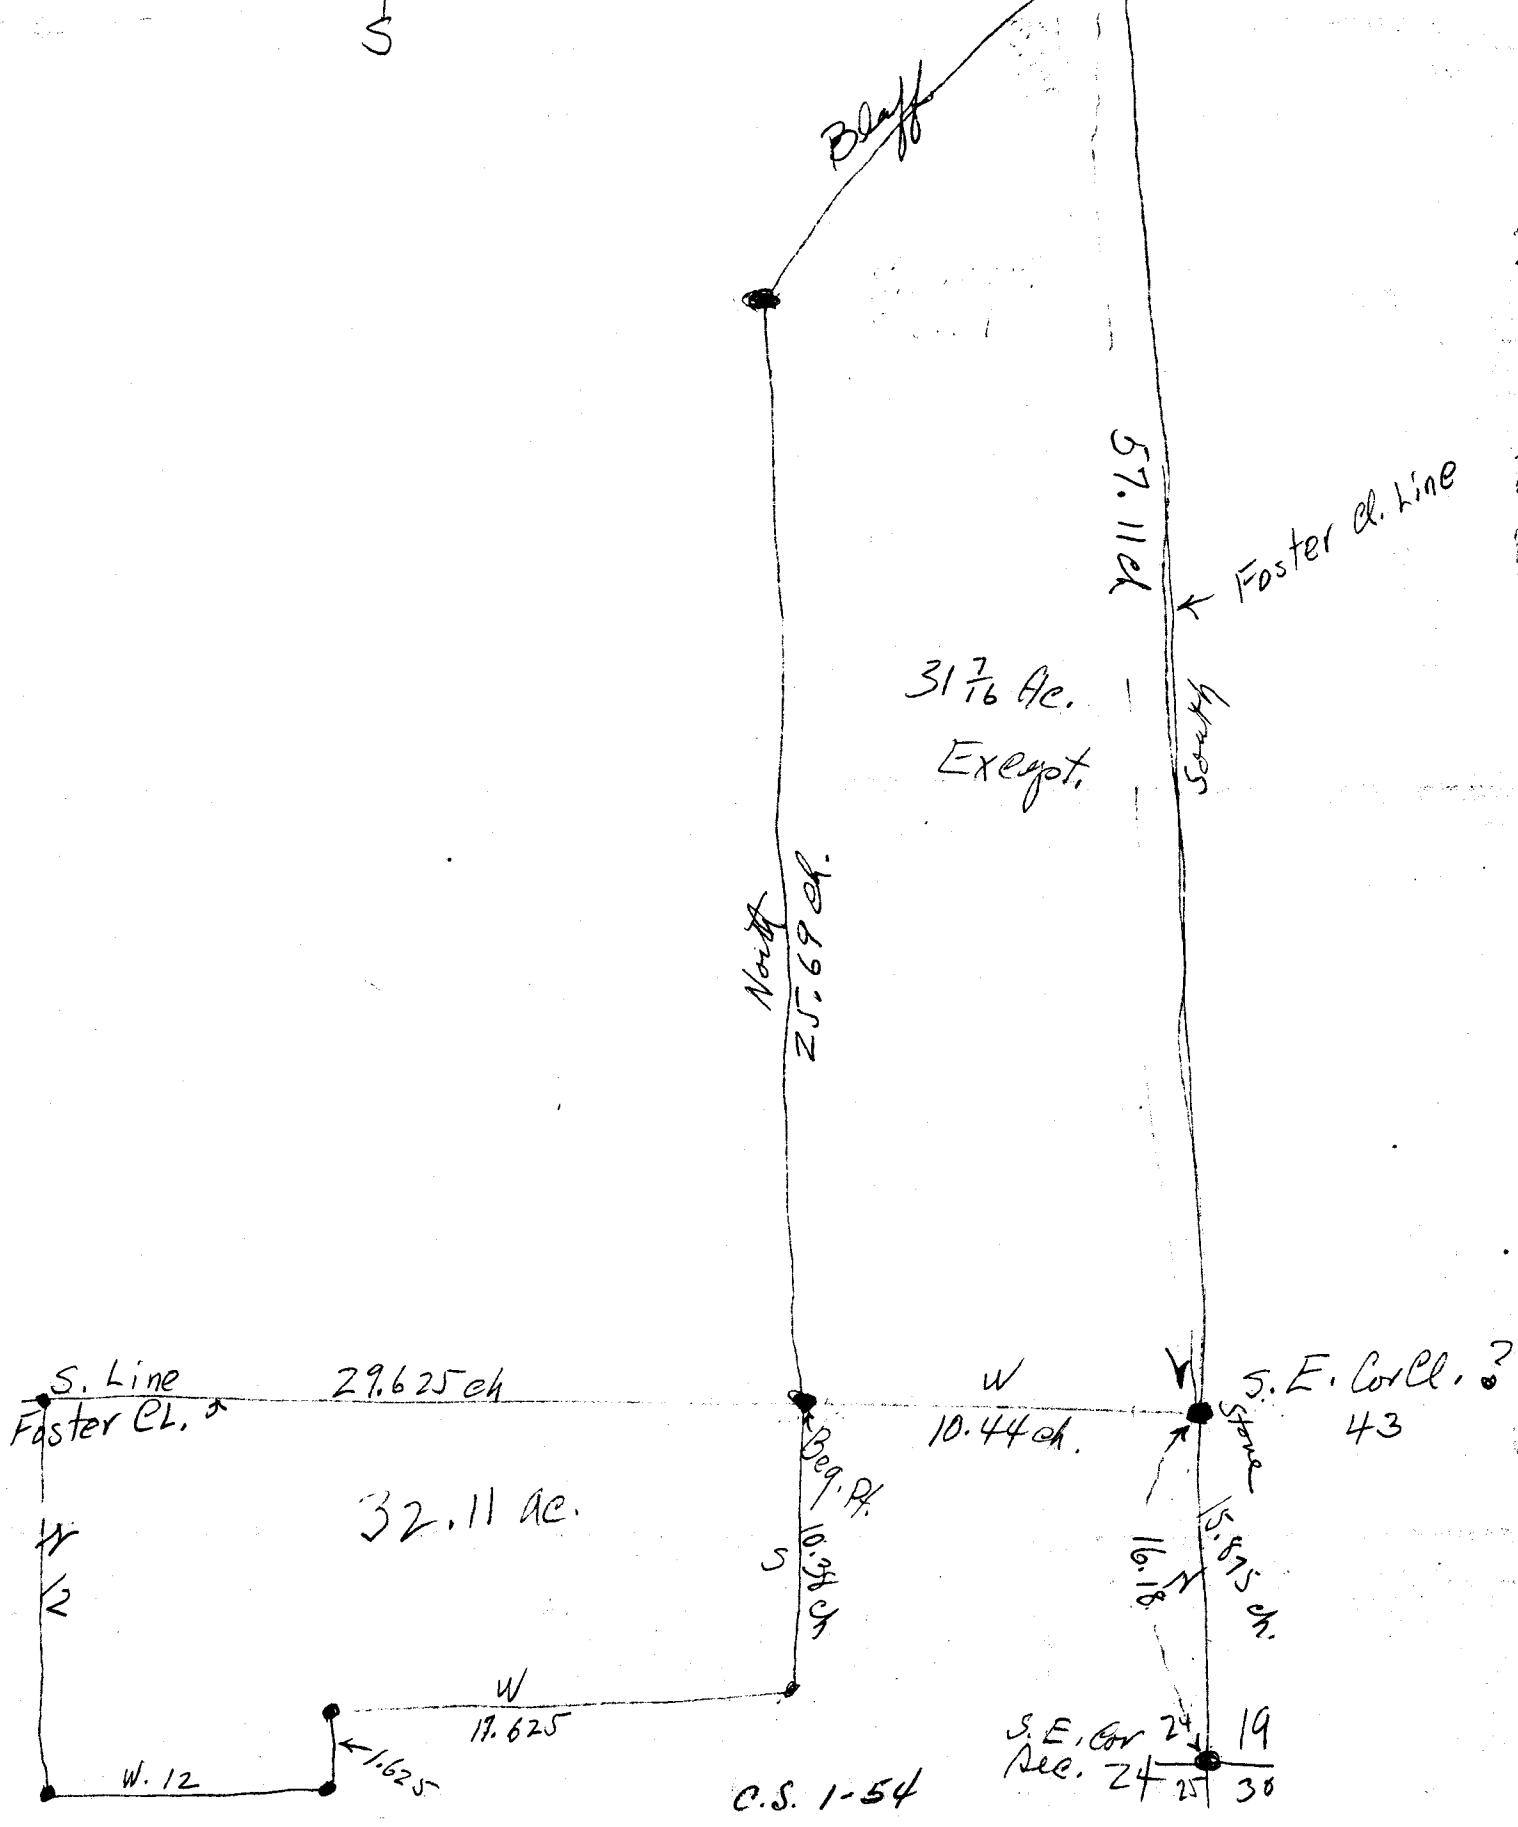 S
Bluff
57.11 ch
Foster Cl. Line
31 7/16 Ac.
Except.
South
North
25.69 ch.
S. Line
Foster CL.
29.625 ch
W
10.44 ch.
S. E. Cor Cl. ?
43
Stone
Beg. Pt.
32.11 ac.
N
12
S
10.38 ch
16.18
N
15.875 ch.
W
17.625
1.625
W. 12
C.S. 1-54
S. E. Cor
Sec. 24
24
19
25
30